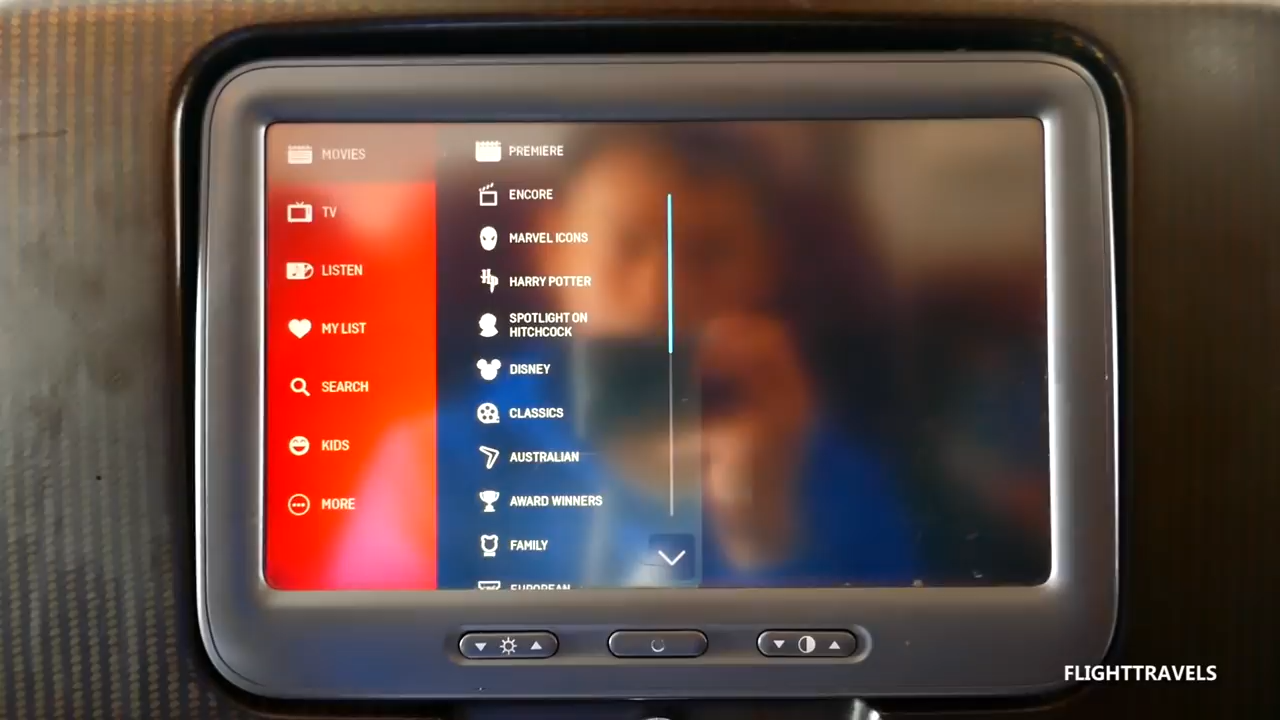 MOVIES
TV
LISTEN
MY LIST
SEARCH
KIDS
MORE
PREMIERE
ENCORE
MARVEL ICONS
HARRY POTTER
SPOTLIGHT ON
HITCHCOCK
DISNEY
CLASSICS
AUSTRALIAN
AWARD WINNERS
FAMILY
EUROPEAN
FLIGHTTRAVELS